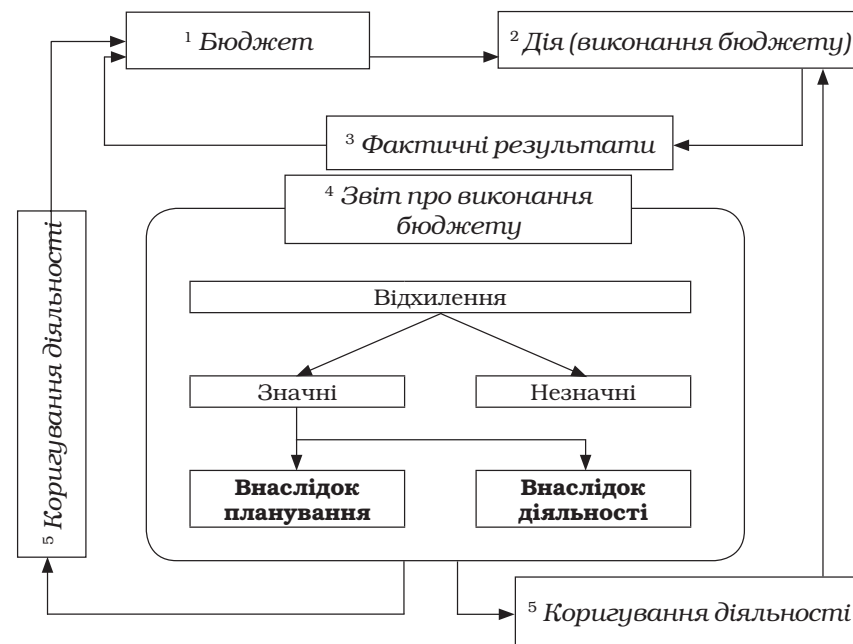 ¹ Бюджет
² Дія (виконання бюджету)
³ Фактичні результати
⁴ Звіт про виконання
бюджету
Відхилення
Значні
Незначні
Внаслідок
планування
Внаслідок
діяльності
⁵ Коригування діяльності
⁵ Коригування діяльності